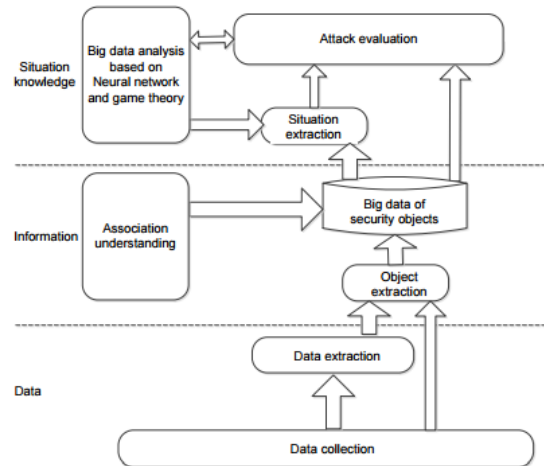 Big data analysis
based on
Neural network
and game theory
Attack evaluation
Situation
knowledge
Situation
extraction
Information
Association
understanding
Big data of
security objects
Object
extraction
Data extraction
Data
Data collection